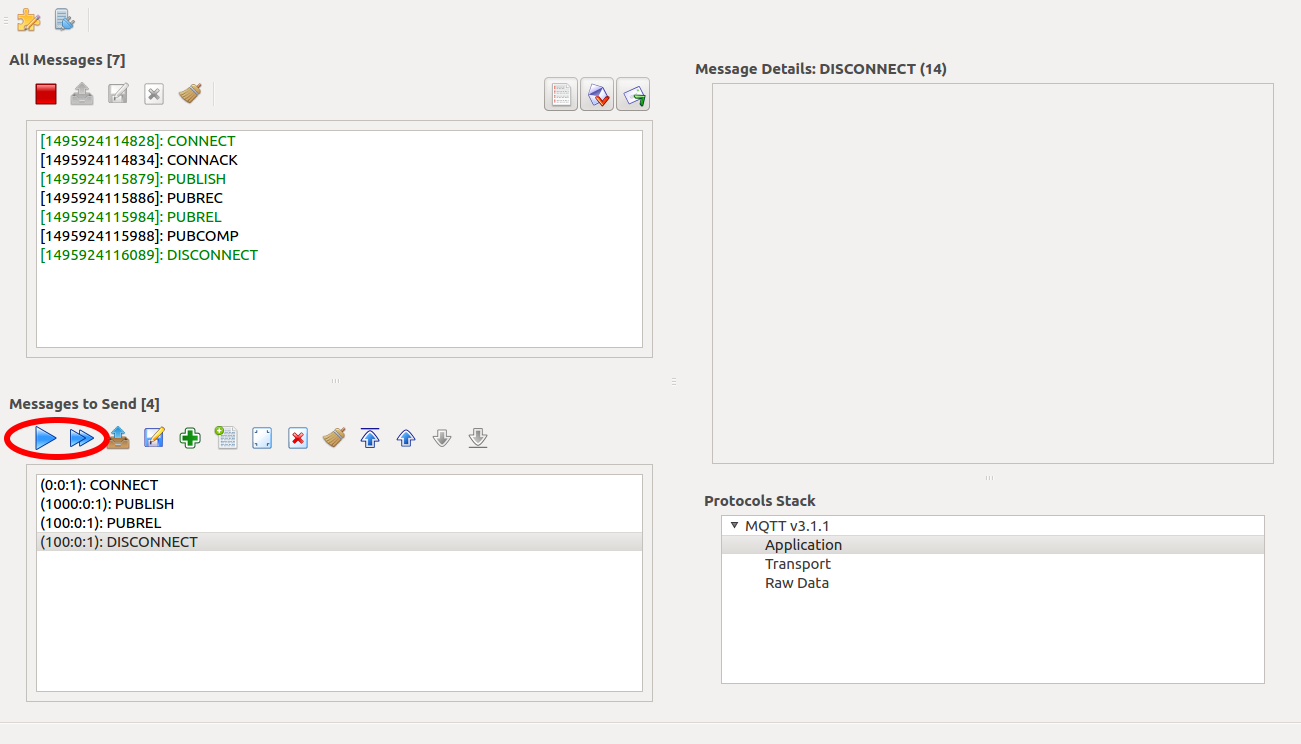 All Messages [7]
[1495924114828]: CONNECT
[1495924114834]: CONNACK
[1495924115879]: PUBLISH
[1495924115886]: PUBREC
[1495924115984]: PUBREL
[1495924115988]: PUBCOMP
[1495924116089]: DISCONNECT
Messages to Send [4]
(0:0:1): CONNECT
(1000:0:1): PUBLISH
(100:0:1): PUBREL
(100:0:1): DISCONNECT
Message Details: DISCONNECT (14)
Protocols Stack
MQTT v3.1.1
Application
Transport
Raw Data